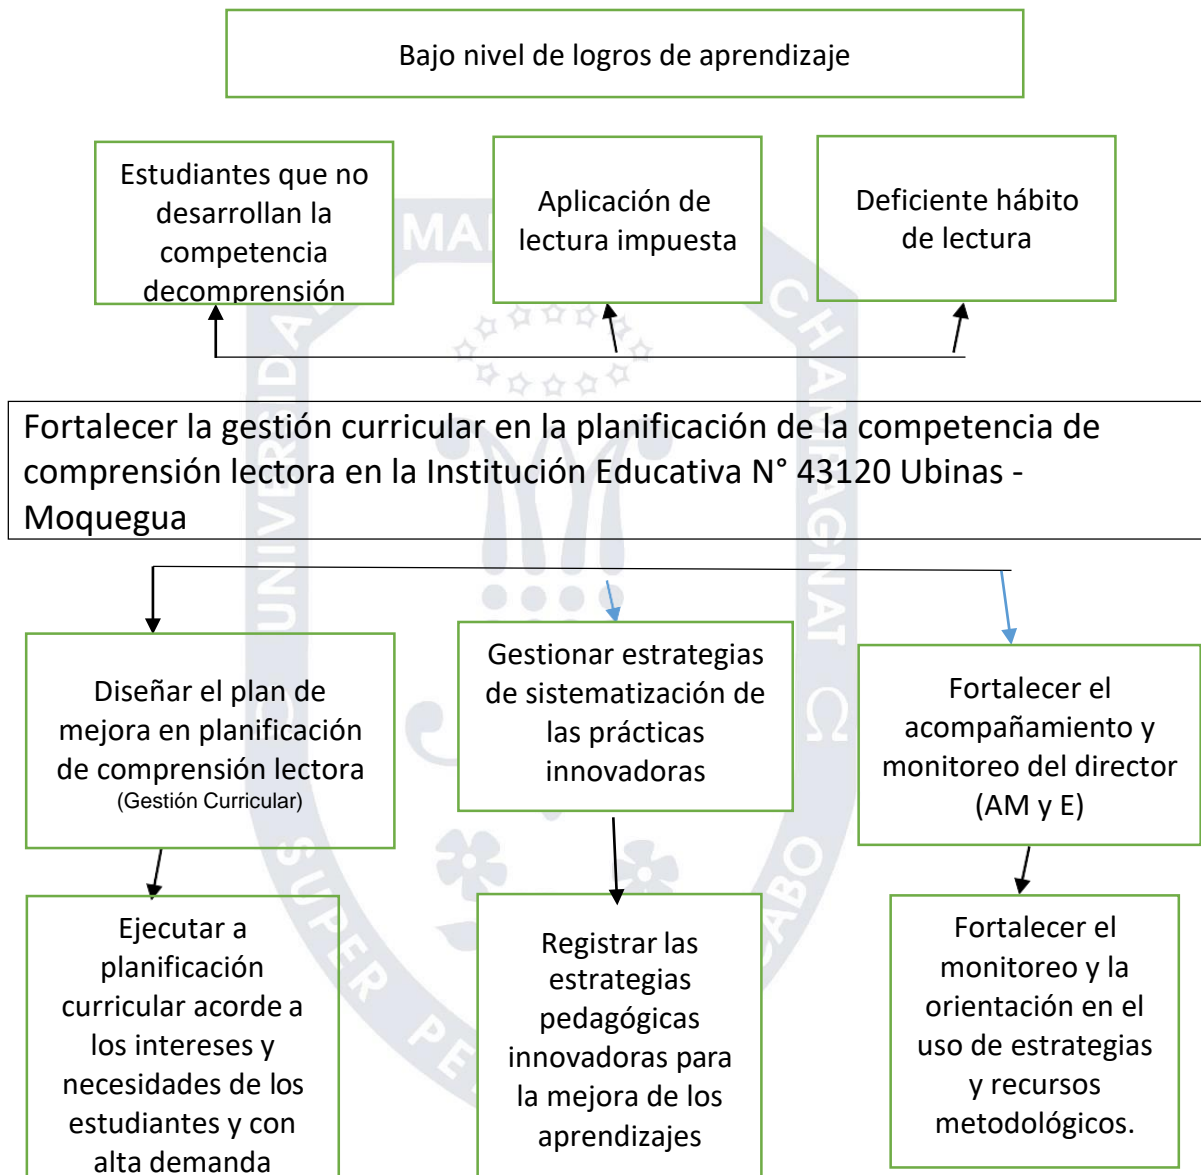 Bajo nivel de logros de aprendizaje
Estudiantes que no
desarrollan la
competencia
decomprensión
Aplicación de
lectura impuesta
Deficiente hábito
de lectura
Fortalecer la gestión curricular en la planificación de la competencia de
comprensión lectora en la Institución Educativa N° 43120 Ubinas -
Moquegua
Diseñar el plan de
mejora en planificación
de comprensión lectora
(Gestión Curricular)
Gestionar estrategias
de sistematización de
las prácticas
innovadoras
Fortalecer el
acompañamiento y
monitoreo del director
(AM y E)
Ejecutar a
planificación
curricular acorde a
los intereses y
necesidades de los
estudiantes y con
alta demanda
Registrar las
estrategias
pedagógicas
innovadoras para
la mejora de los
aprendizajes
Fortalecer el
monitoreo y la
orientación en el
uso de estrategias
y recursos
metodológicos.
CHAMPAGNAT
SUPER